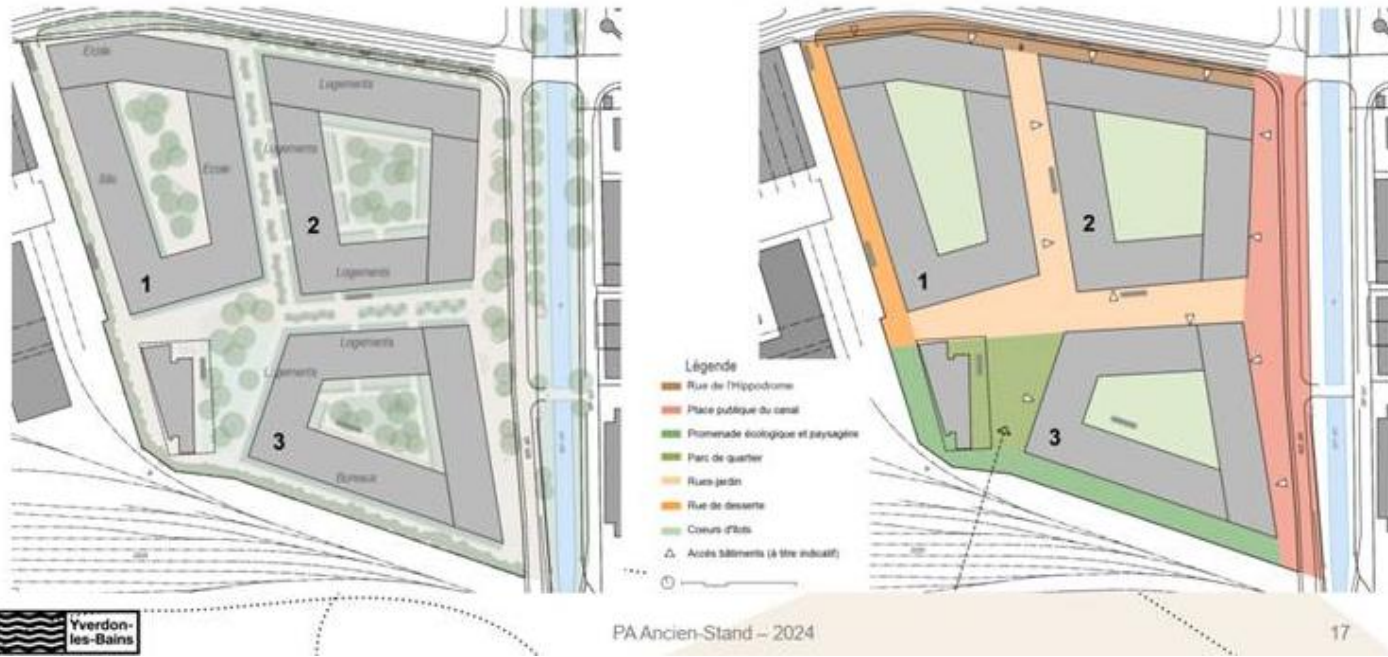 Ecole
Logements
Logements
Silo
Ecole
2
1
Logements
Logements
Logements
3
Bureaux
2
1
3
Légende
Rue de l'Hippodrome
Place publique du canal
Promenade écologique et paysagère
Parc de quartier
Rues-jardin
Rue de desserte
Coeurs d'îlots
Accès bâtiments (à titre indicatif)
Yverdon-
les-Bains
PA Ancien-Stand – 2024
17